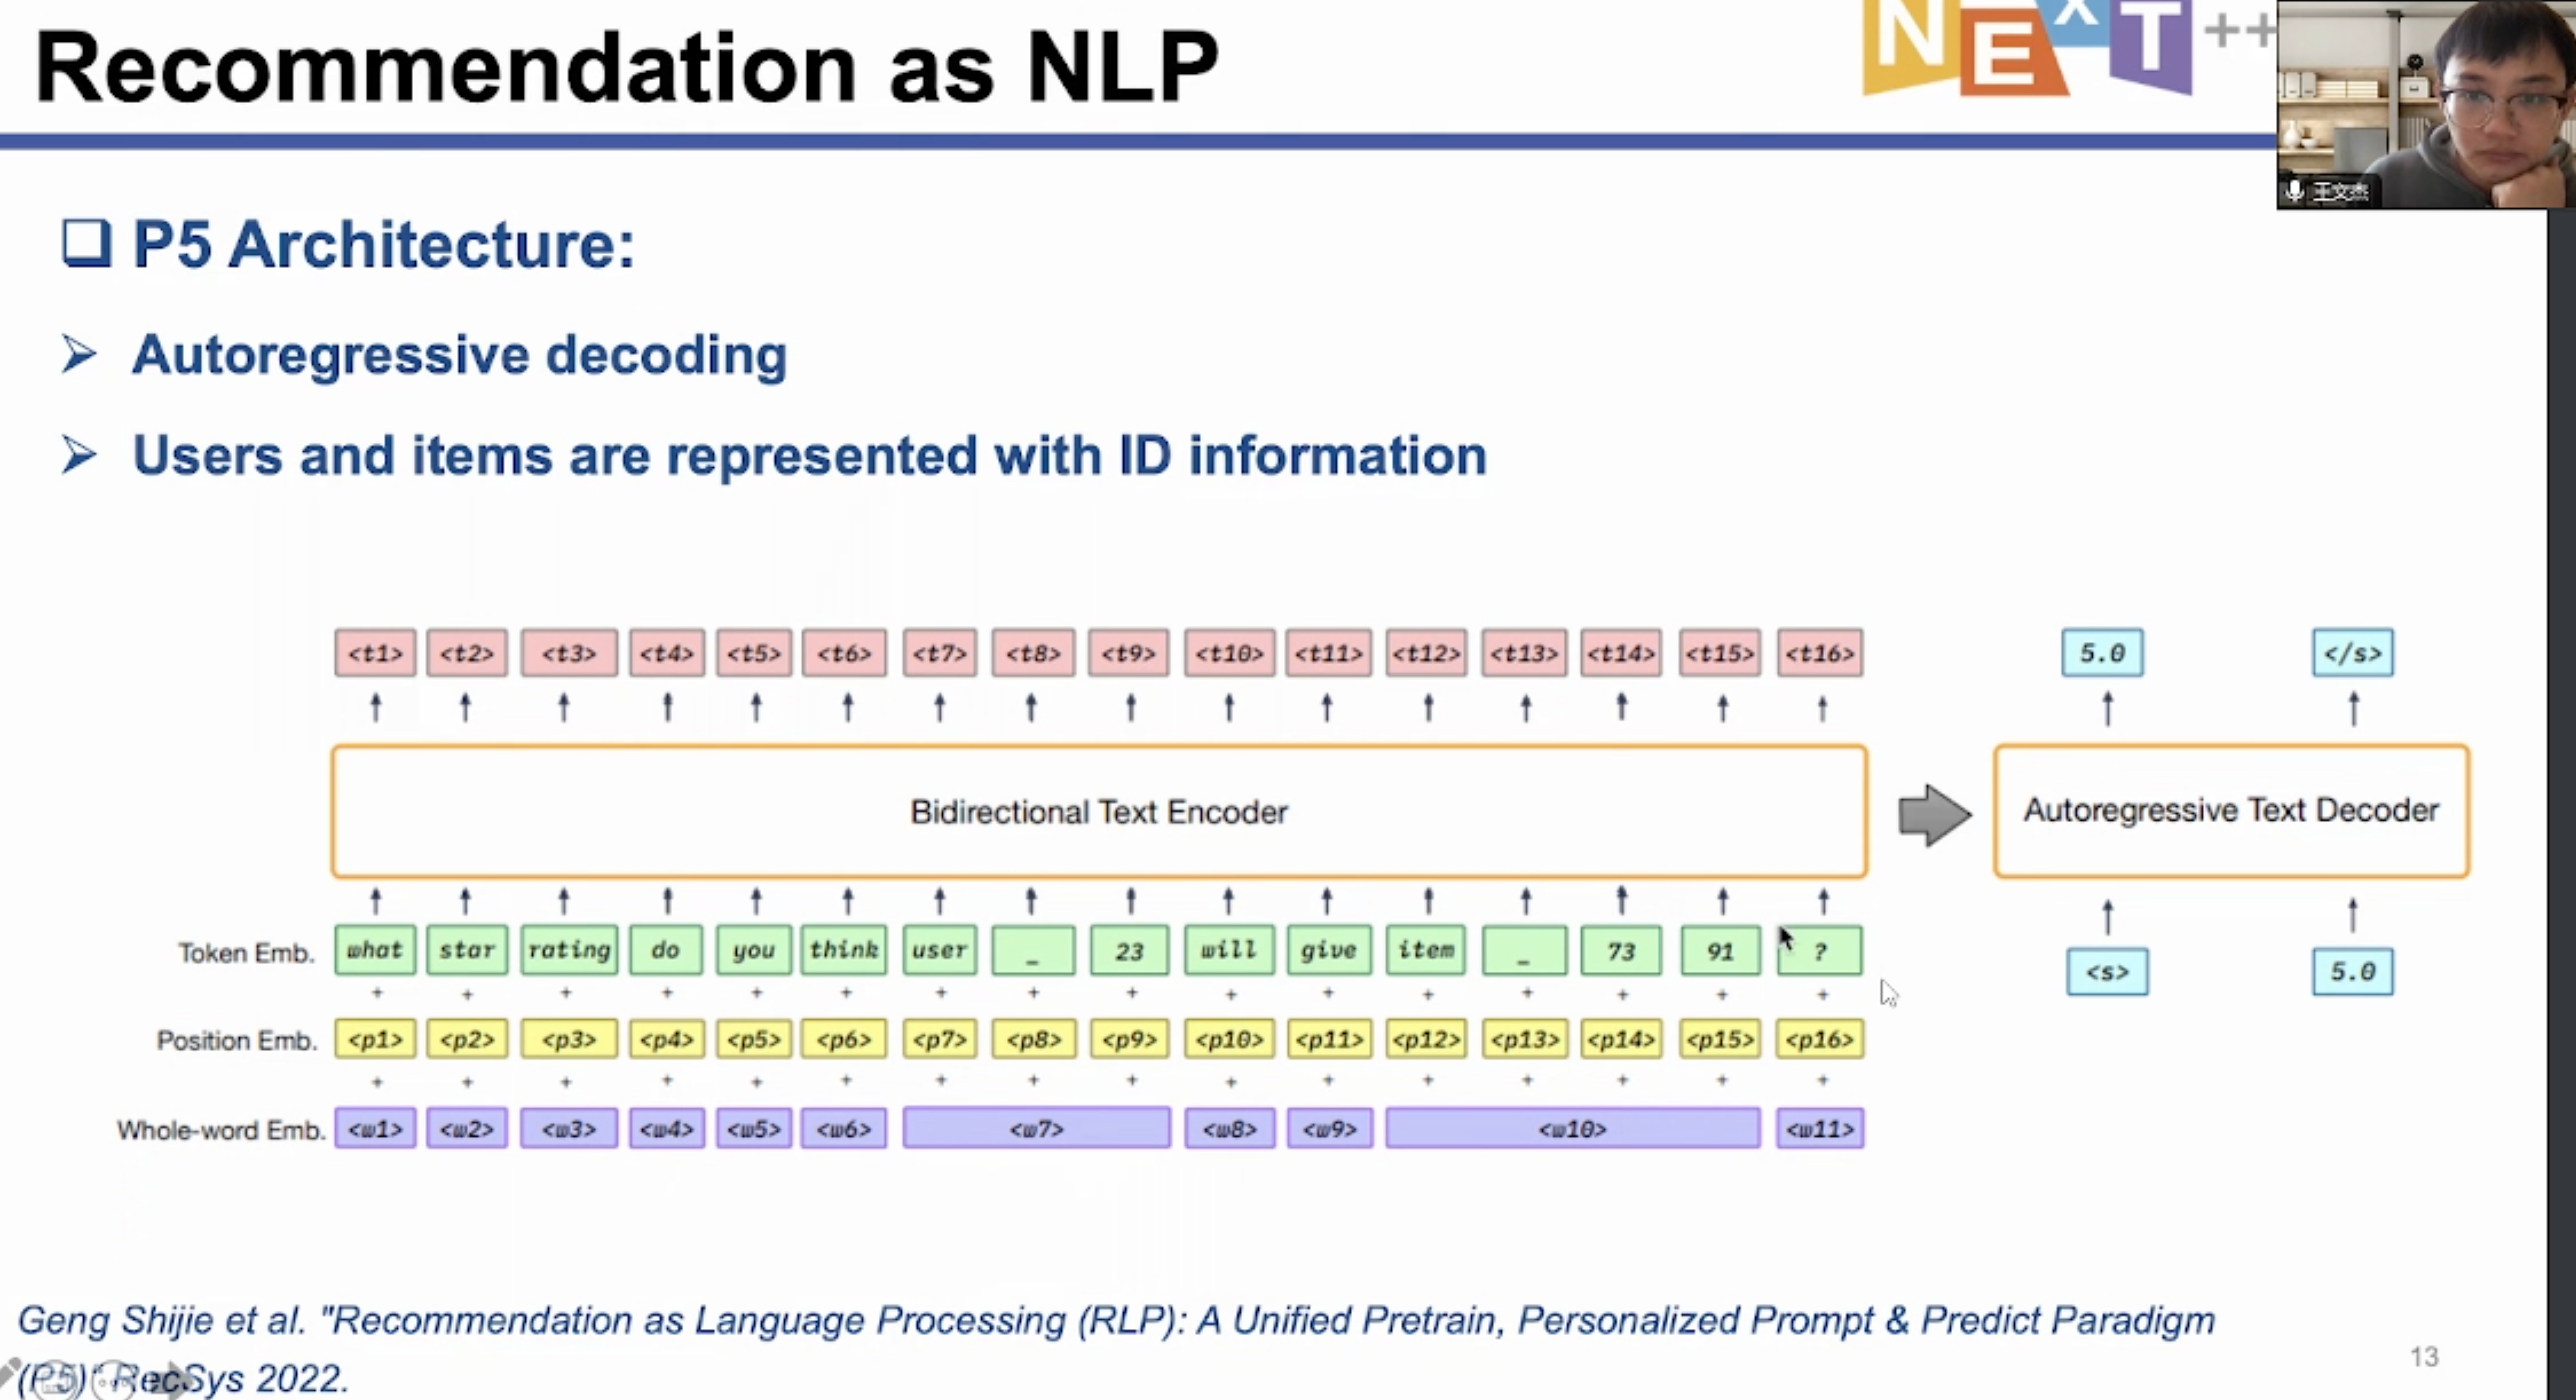 Recommendation as NLP
NEXT++
王文杰
P5 Architecture:
Autoregressive decoding
Users and items are represented with ID information
<t1> <t2> <t3> <t4> <t5> <t6> <t7> <t8> <t9> <t10> <t11> <t12> <t13> <t14> <t15> <t16> 5.0 </s>
Bidirectional Text Encoder
Autoregressive Text Decoder
Token Emb. what star rating do you think user _ 23 will give item _ 73 91 ?
<s> 5.0
+ + + + + + + + + + + + + + + +
Position Emb. <p1> <p2> <p3> <p4> <p5> <p6> <p7> <p8> <p9> <p10> <p11> <p12> <p13> <p14> <p15> <p16>
+ + + + + + + + + + + + + + + +
Whole-word Emb. <w1> <w2> <w3> <w4> <w5> <w6> <w7> <w8> <w9> <w10> <w11>
Geng Shijie et al. "Recommendation as Language Processing (RLP): A Unified Pretrain, Personalized Prompt & Predict Paradigm
(P5)" RecSys 2022.
13